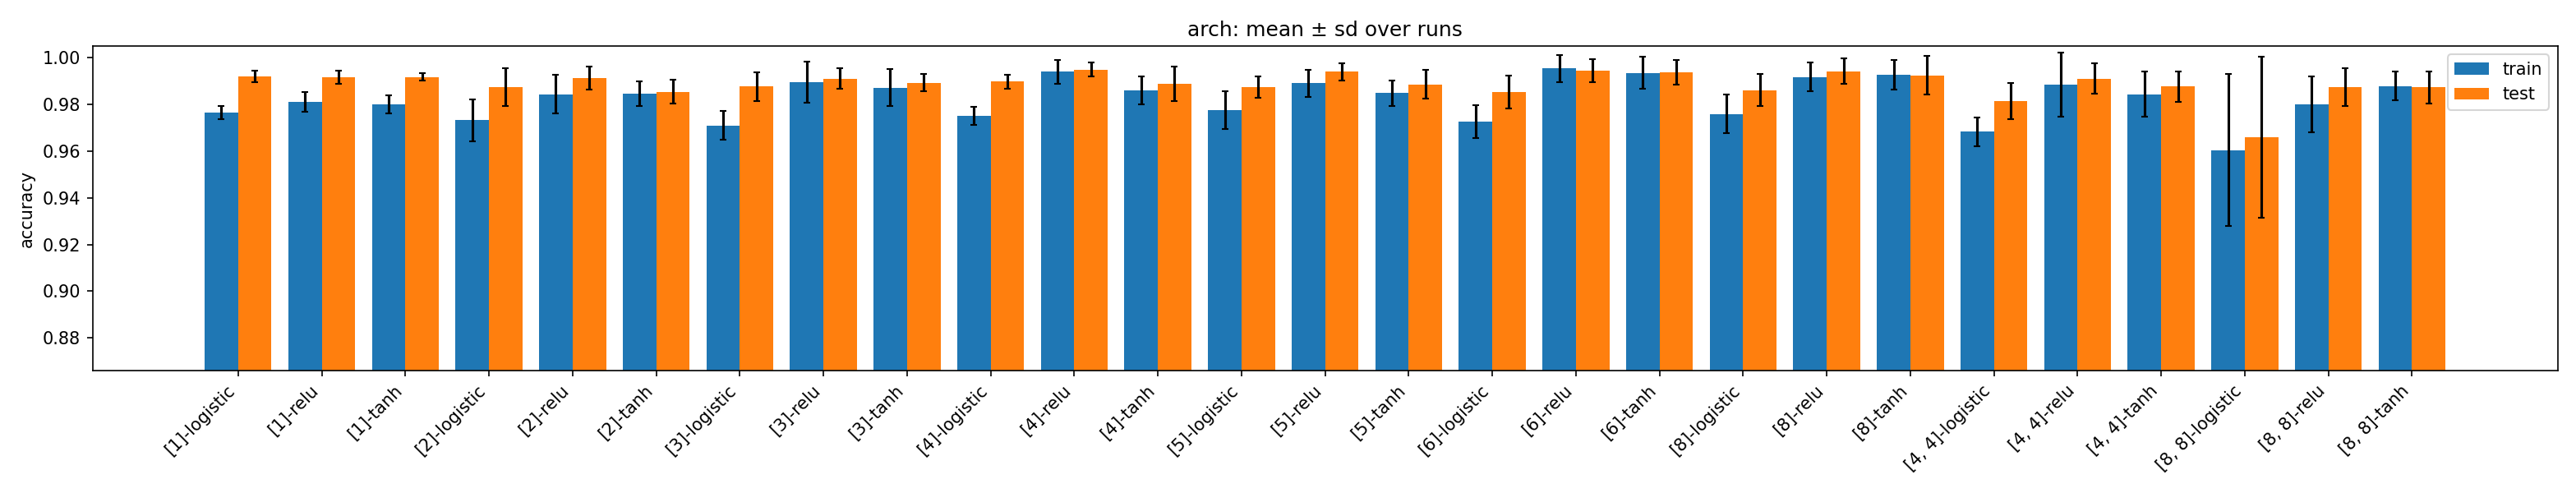 arch: mean ± sd over runs
accuracy
1.00
0.98
0.96
0.94
0.92
0.90
0.88
train
test
[1]-logistic
[1]-relu
[1]-tanh
[2]-logistic
[2]-relu
[2]-tanh
[3]-logistic
[3]-relu
[3]-tanh
[4]-logistic
[4]-relu
[4]-tanh
[5]-logistic
[5]-relu
[5]-tanh
[6]-logistic
[6]-relu
[6]-tanh
[8]-logistic
[8]-relu
[8]-tanh
[4, 4]-logistic
[4, 4]-relu
[4, 4]-tanh
[8, 8]-logistic
[8, 8]-relu
[8, 8]-tanh